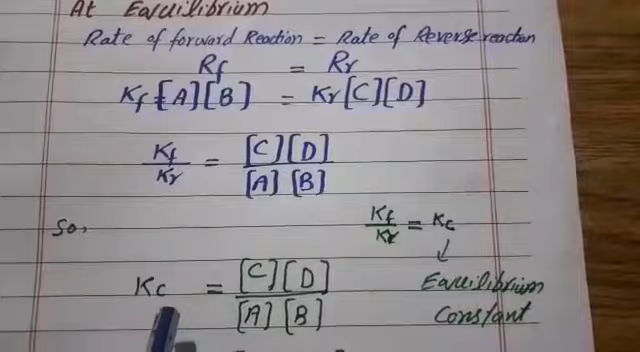 At Equilibrium
Rate of forward Reaction = Rate of Reverse reaction
Rf = Rr
Kf [A][B] = Kr [C][D]
Kf/Kr = [C][D]/[A][B]
So, Kf/Kr = Kc
Kc = [C][D]/[A][B]
↓
Equilibrium
Constant